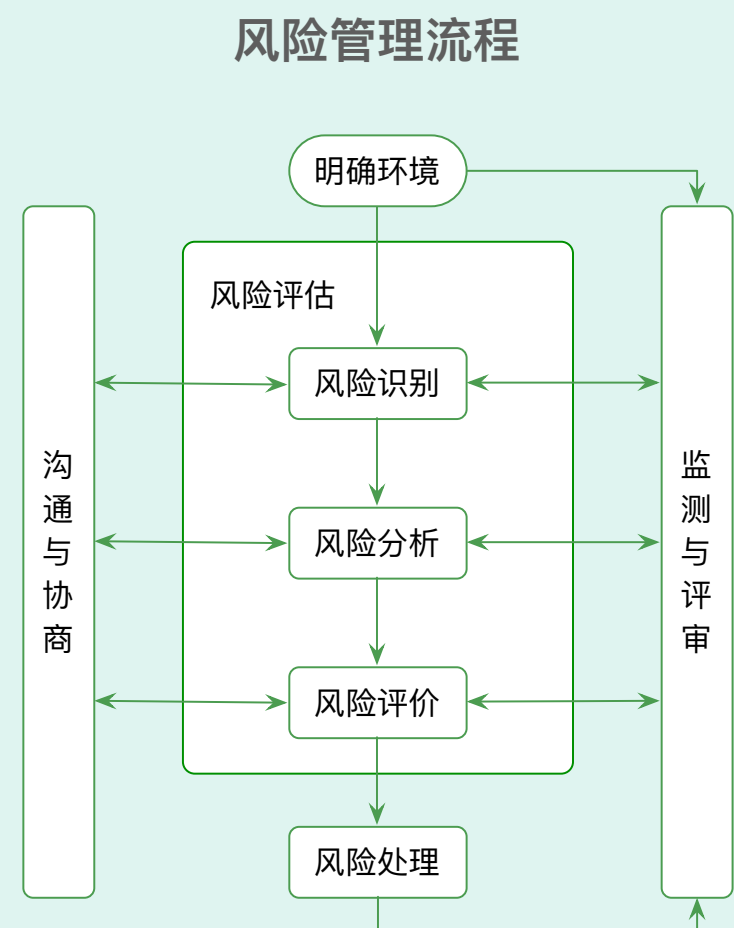 风险管理流程
明确环境
风险评估
风险识别
沟通与协商
监测与评审
风险分析
风险评价
风险处理